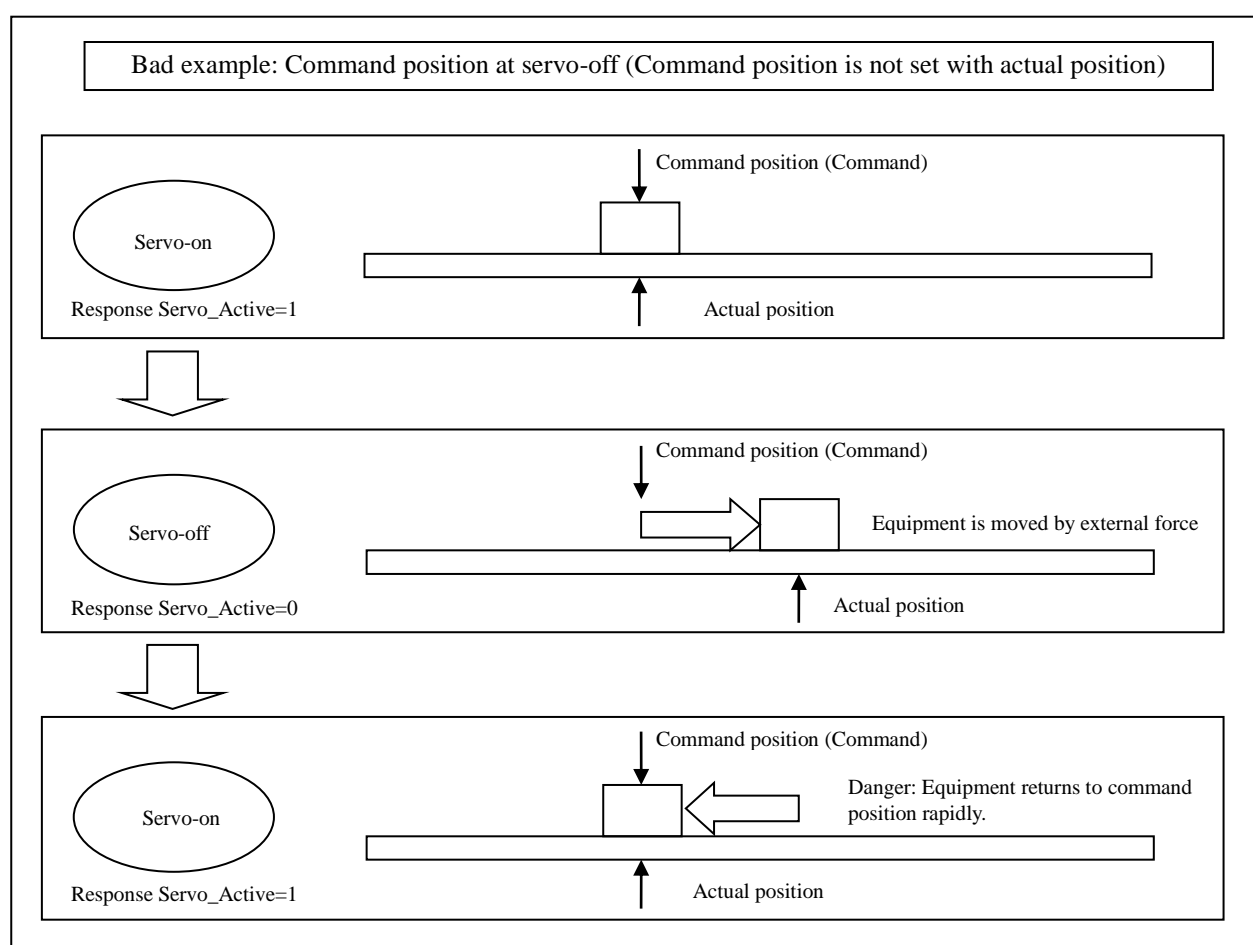 Bad example: Command position at servo-off (Command position is not set with actual position)
Command position (Command)
Servo-on
Response Servo_Active=1
Actual position
Command position (Command)
Servo-off
Equipment is moved by external force
Response Servo_Active=0
Actual position
Command position (Command)
Danger: Equipment returns to command
position rapidly.
Servo-on
Response Servo_Active=1
Actual position